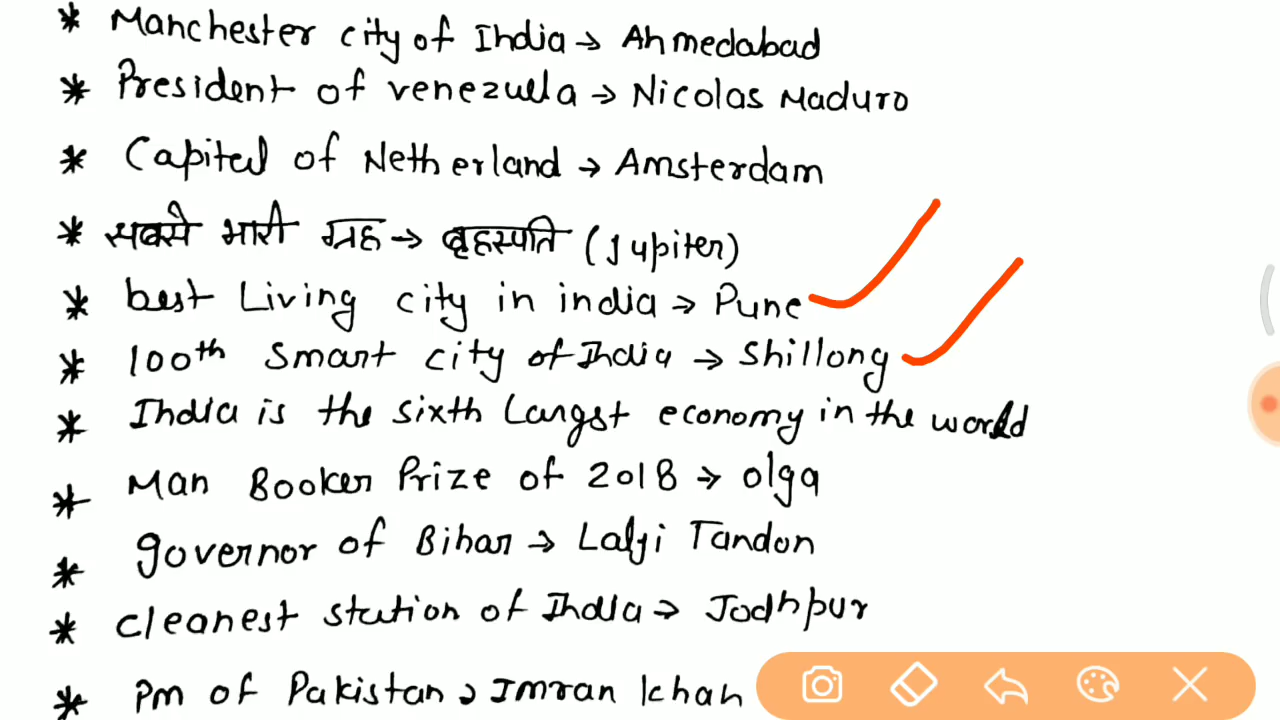 * Manchester city of India → Ahmedabad
* President of venezuella → Nicolas Maduro
* Capital of Netherland → Amsterdam
* सबसे भारी ग्रह → बृहस्पति (Jupiter)
* best Living city in india → Pune
* 100th smart city of India → Shillong
* India is the sixth Largst economy in the world
* Man Booker Prize of 2018 → olga
* governor of Bihar → Lalji Tandon
* cleanest station of India → Jodhpur
* Pm of Pakistan → Imran khan